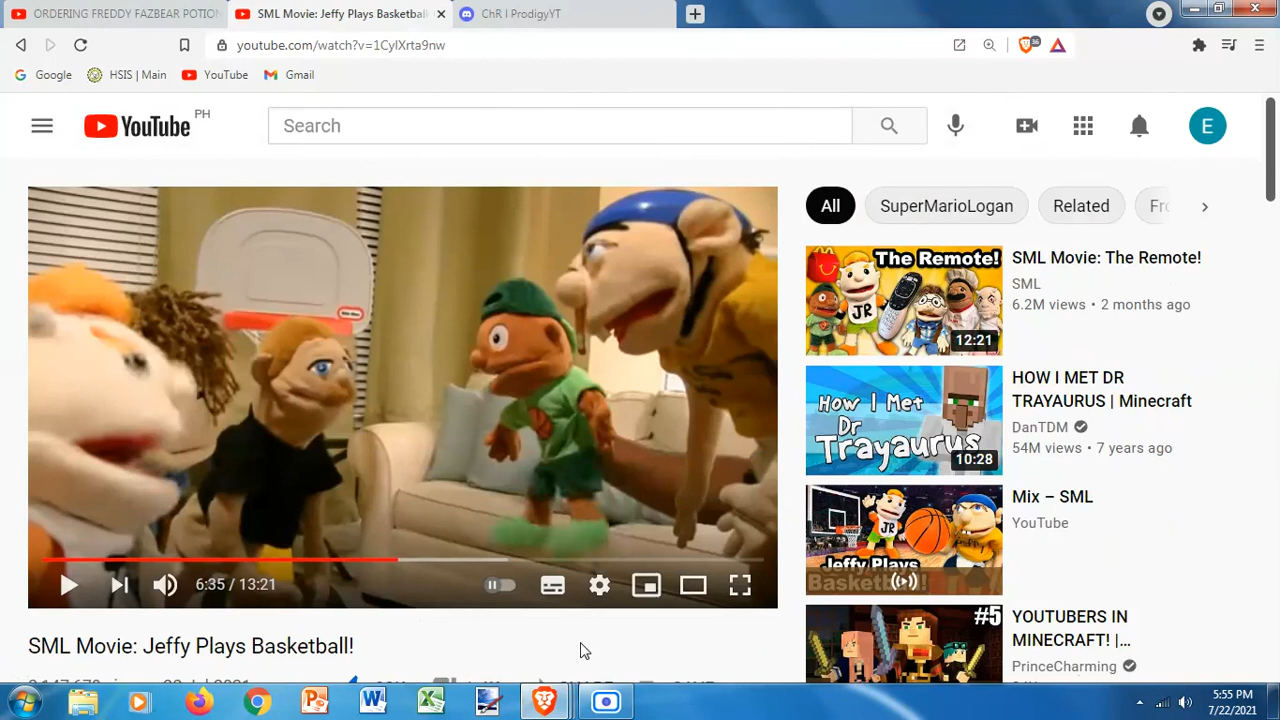 ORDERING FREDDY FAZBEAR POTION
SML Movie: Jeffy Plays Basketball
ChR l ProdigyYT
youtube.com/watch?v=1CylXrta9nw
36
Google
HSIS | Main
YouTube
Gmail
YouTube PH
Search
E
All
SuperMarioLogan
Related
Fro
The Remote!
JR
12:21
SML Movie: The Remote!
SML
6.2M views • 2 months ago
How I Met
Dr
Trayaurus
10:28
HOW I MET DR
TRAYAURUS | Minecraft
DanTDM
54M views • 7 years ago
JR
Jeffy Plays
Basketball!
Mix – SML
YouTube
#5
YOUTUBERS IN
MINECRAFT! |...
PrinceCharming
6:35 / 13:21
SML Movie: Jeffy Plays Basketball!
5:55 PM
7/22/2021